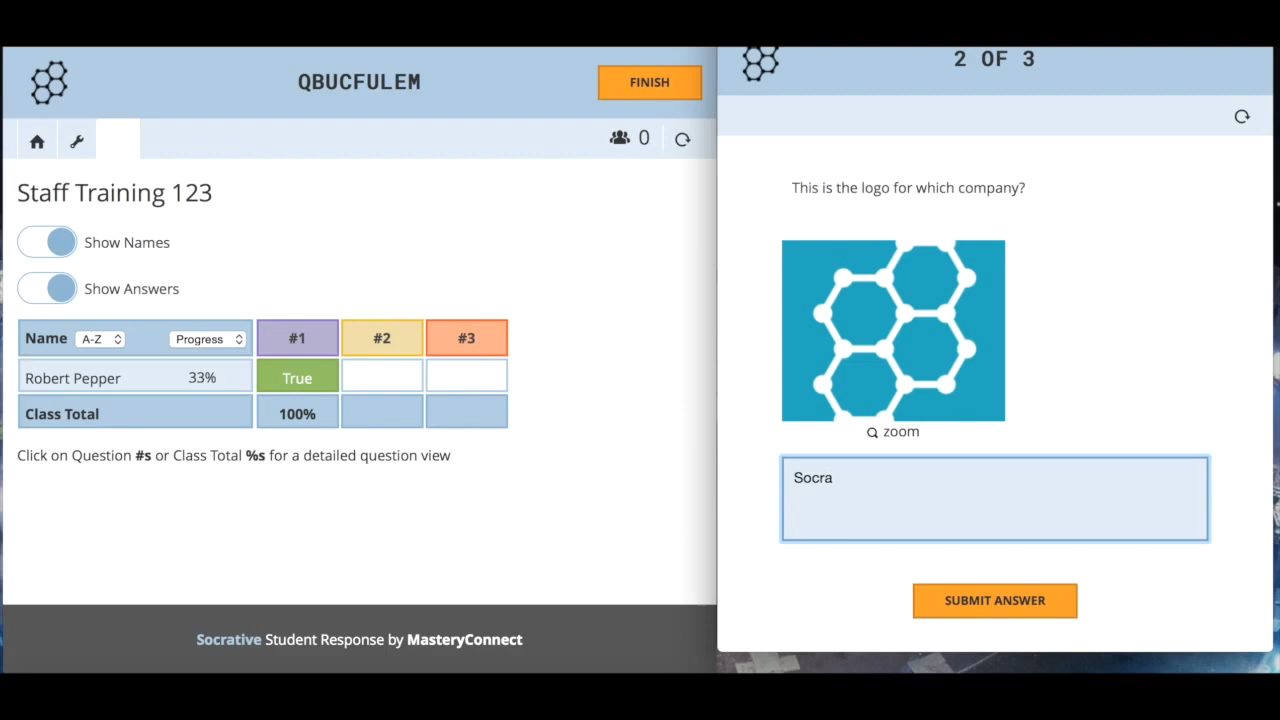 QBUCFULEM
FINISH
0
Staff Training 123
Show Names
Show Answers
Name A-Z Progress #1 #2 #3
Robert Pepper 33% True
Class Total 100%
Click on Question #s or Class Total %s for a detailed question view
Socrative Student Response by MasteryConnect
2 OF 3
This is the logo for which company?
zoom
Socra
SUBMIT ANSWER